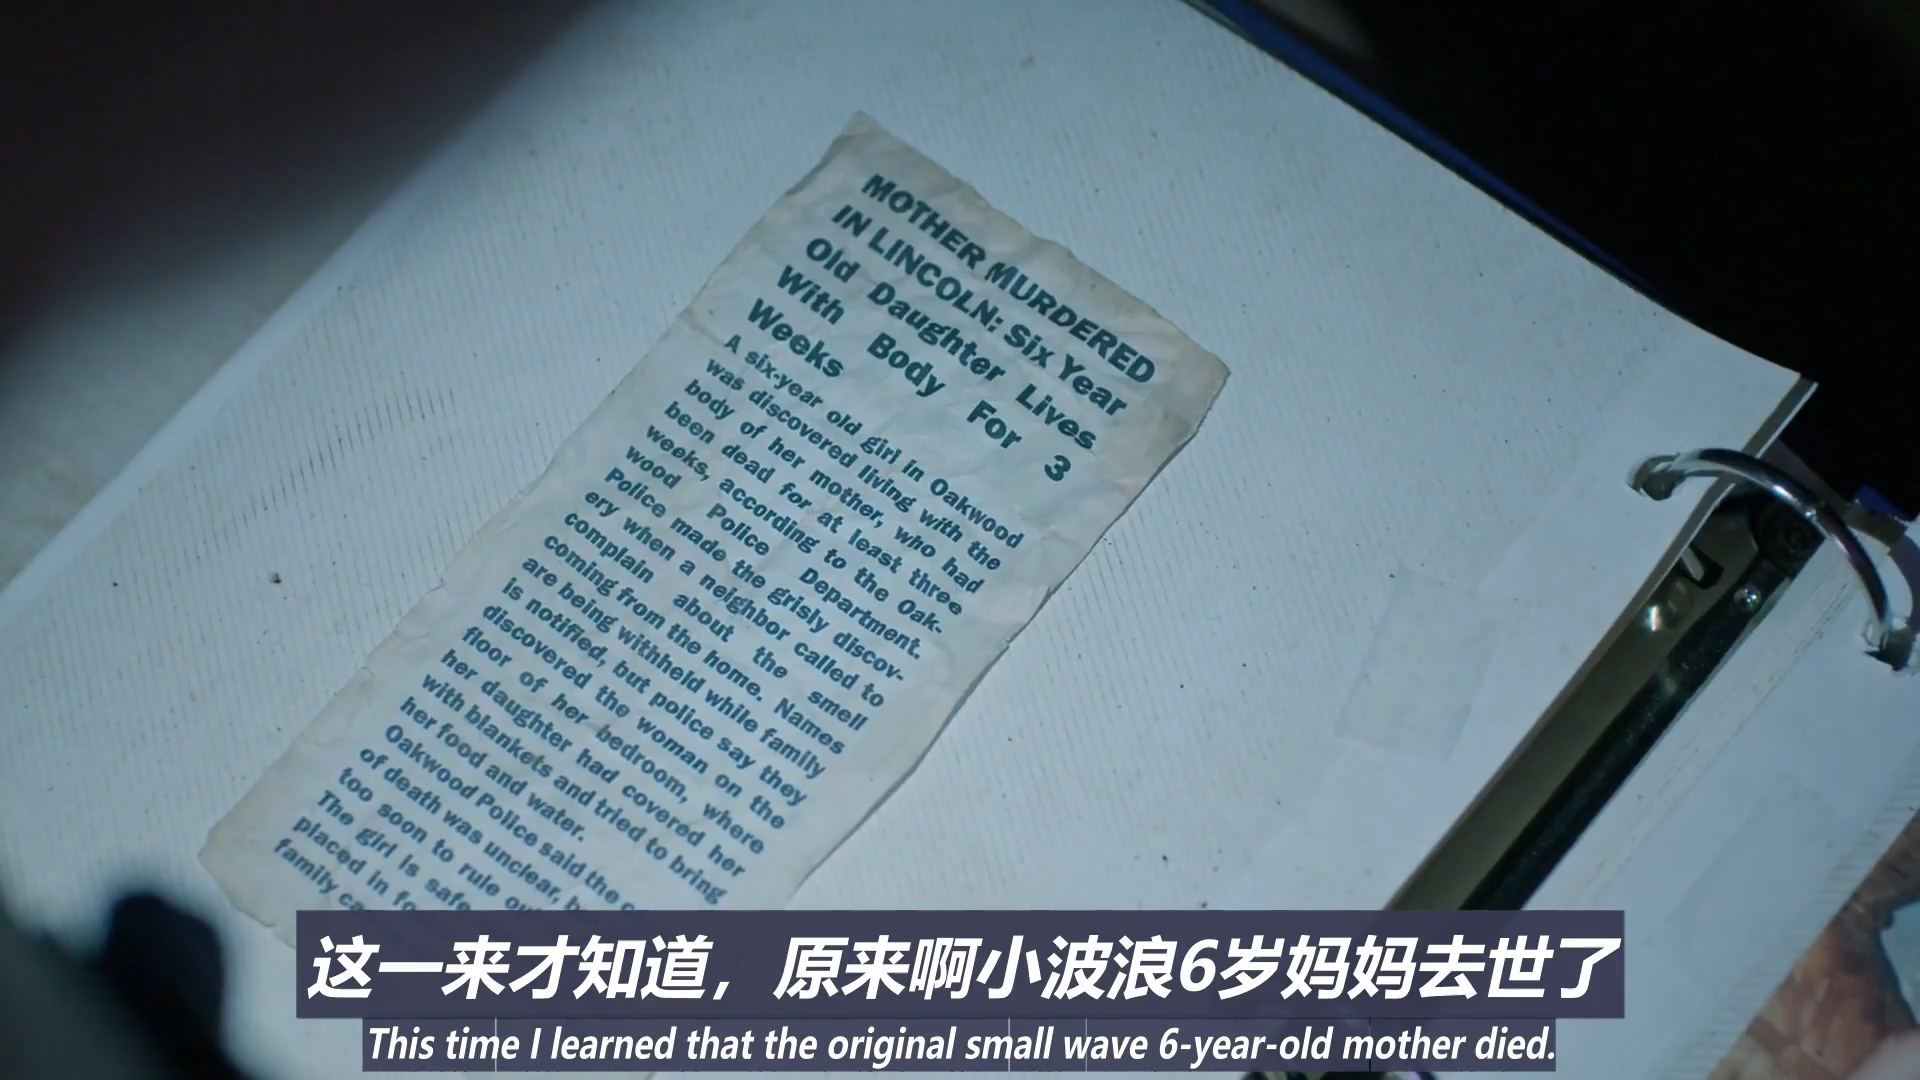 MOTHER MURDERED
IN LINCOLN: Six Year
Old Daughter Lives
With Body For 3
Weeks
A six-year old girl in Oakwood
was discovered living with the
body of her mother, who had
been dead for at least three
weeks, according to the Oak-
wood Police Department.
Police made the grisly discov-
ery when a neighbor called to
complain about the smell
coming from the home. Names
are being withheld while family
is notified, but police say they
discovered the woman on the
floor of her bedroom, where
her daughter had covered her
with blankets and tried to bring
her food and water.
Oakwood Police said the
of death was unclear,
too soon to rule
The girl is safe
placed in
family
这一来才知道，原来啊小波浪6岁妈妈去世了
This time I learned that the original small wave 6-year-old mother died.